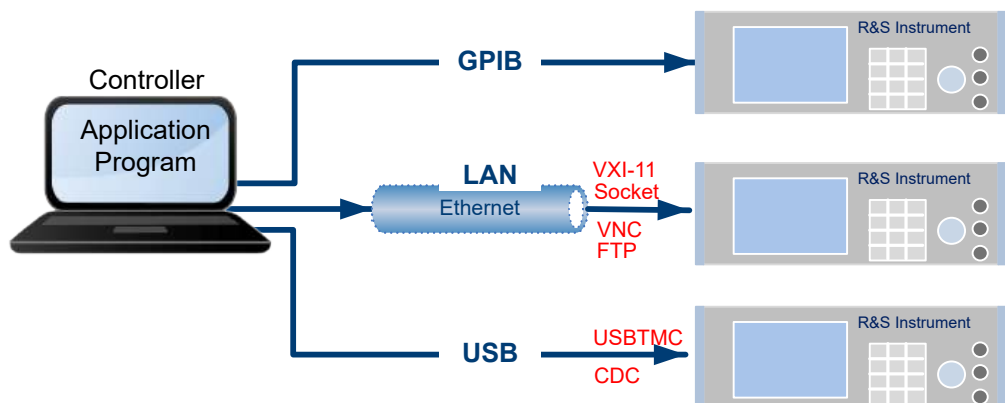 R&S Instrument
GPIB
Controller
Application
Program
LAN
Ethernet
VXI-11
Socket
VNC
FTP
R&S Instrument
USB
USBTMC
CDC
R&S Instrument